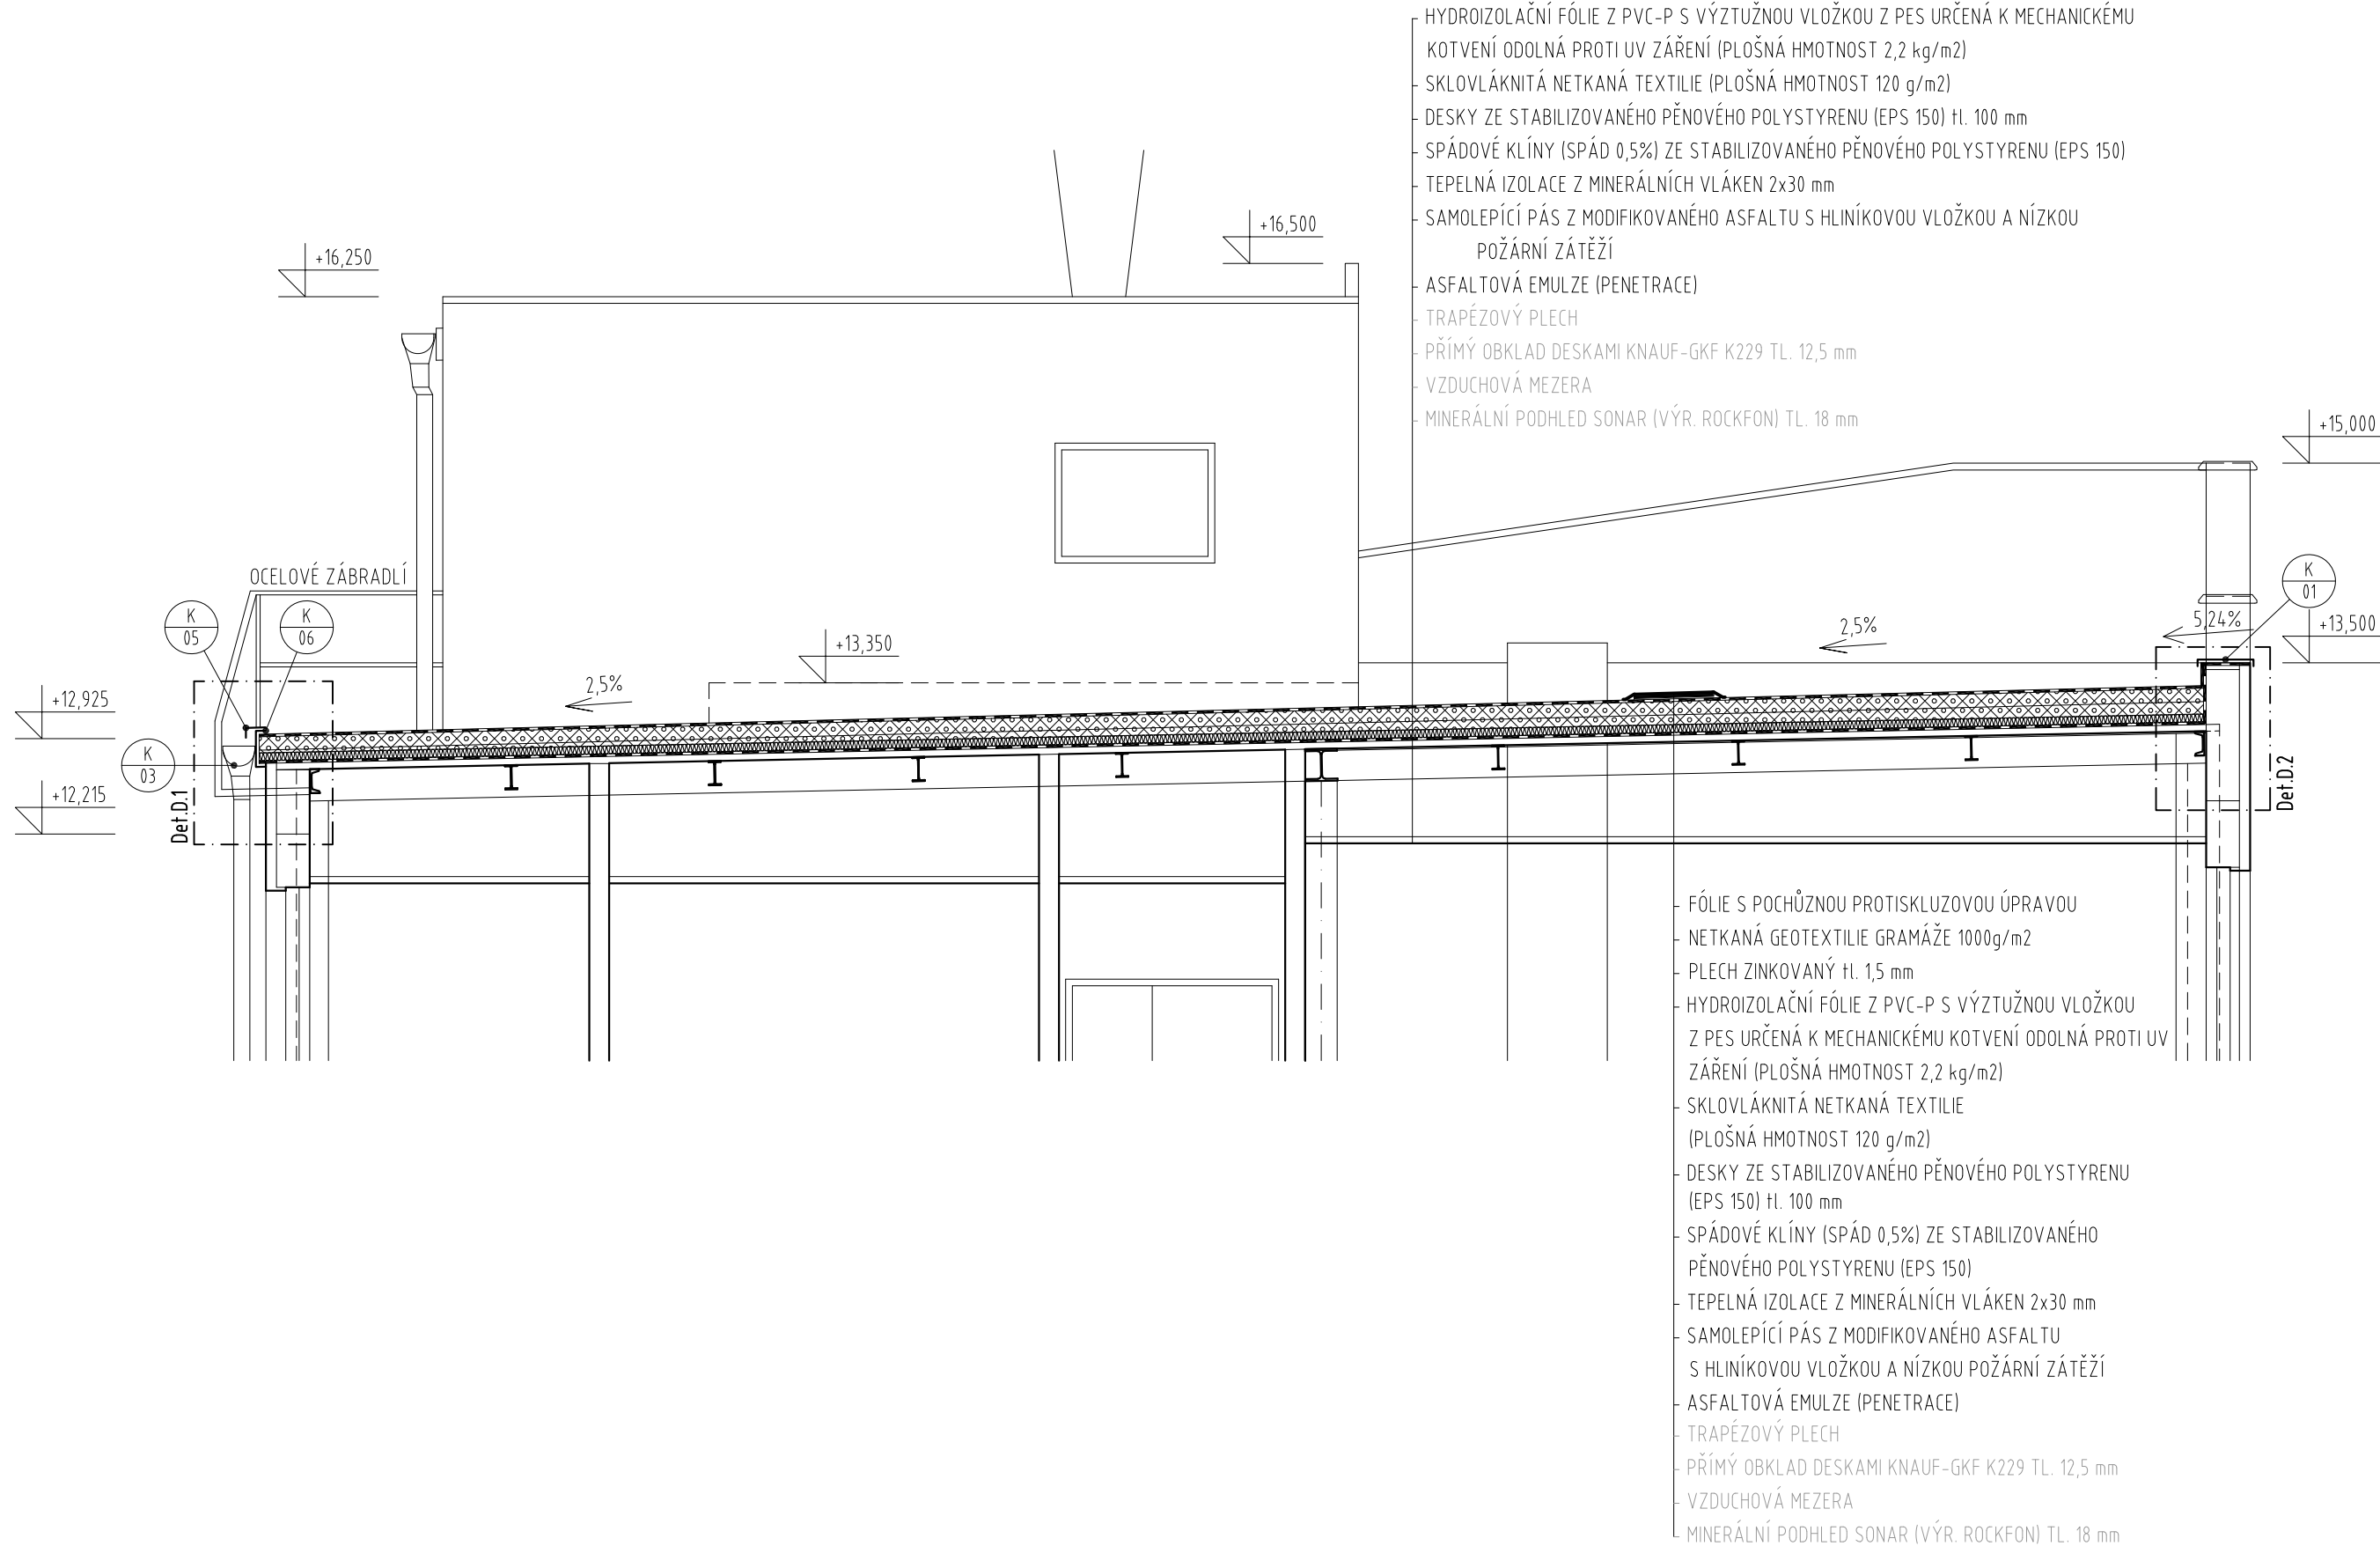 HYDROIZOLAČNÍ FÓLIE Z PVC-P S VÝZTUŽNOU VLOŽKOU Z PES URČENÁ K MECHANICKÉMU
KOTVENÍ ODOLNÁ PROTI UV ZÁŘENÍ (PLOŠNÁ HMOTNOST 2,2 kg/m2)
SKLOVLÁKNITÁ NETKANÁ TEXTILIE (PLOŠNÁ HMOTNOST 120 g/m2)
DESKY ZE STABILIZOVANÉHO PĚNOVÉHO POLYSTYRENU (EPS 150) tl. 100 mm
SPÁDOVÉ KLÍNY (SPÁD 0,5%) ZE STABILIZOVANÉHO PĚNOVÉHO POLYSTYRENU (EPS 150)
TEPELNÁ IZOLACE Z MINERÁLNÍCH VLÁKEN 2x30 mm
SAMOLEPÍCÍ PÁS Z MODIFIKOVANÉHO ASFALTU S HLINÍKOVOU VLOŽKOU A NÍZKOU
POŽÁRNÍ ZÁTĚŽÍ
ASFALTOVÁ EMULZE (PENETRACE)
TRAPÉZOVÝ PLECH
PŘÍMÝ OBKLAD DESKAMI KNAUF-GKF K229 TL. 12,5 mm
VZDUCHOVÁ MEZERA
MINERÁLNÍ PODHLED SONAR (VÝR. ROCKFON) TL. 18 mm
+16,250
+16,500
+15,000
OCELOVÉ ZÁBRADLÍ
K
05
K
06
K
01
+13,350
2,5%
2,5%
5,24%
+13,500
+12,925
K
03
+12,215
Det.D.1
Det.D.2
FÓLIE S POCHŮZNOU PROTISKLUZOVOU ÚPRAVOU
NETKANÁ GEOTEXTILIE GRAMÁŽE 1000g/m2
PLECH ZINKOVANÝ tl. 1,5 mm
HYDROIZOLAČNÍ FÓLIE Z PVC-P S VÝZTUŽNOU VLOŽKOU
Z PES URČENÁ K MECHANICKÉMU KOTVENÍ ODOLNÁ PROTI UV
ZÁŘENÍ (PLOŠNÁ HMOTNOST 2,2 kg/m2)
SKLOVLÁKNITÁ NETKANÁ TEXTILIE
(PLOŠNÁ HMOTNOST 120 g/m2)
DESKY ZE STABILIZOVANÉHO PĚNOVÉHO POLYSTYRENU
(EPS 150) tl. 100 mm
SPÁDOVÉ KLÍNY (SPÁD 0,5%) ZE STABILIZOVANÉHO
PĚNOVÉHO POLYSTYRENU (EPS 150)
TEPELNÁ IZOLACE Z MINERÁLNÍCH VLÁKEN 2x30 mm
SAMOLEPÍCÍ PÁS Z MODIFIKOVANÉHO ASFALTU
S HLINÍKOVOU VLOŽKOU A NÍZKOU POŽÁRNÍ ZÁTĚŽÍ
ASFALTOVÁ EMULZE (PENETRACE)
TRAPÉZOVÝ PLECH
PŘÍMÝ OBKLAD DESKAMI KNAUF-GKF K229 TL. 12,5 mm
VZDUCHOVÁ MEZERA
MINERÁLNÍ PODHLED SONAR (VÝR. ROCKFON) TL. 18 mm